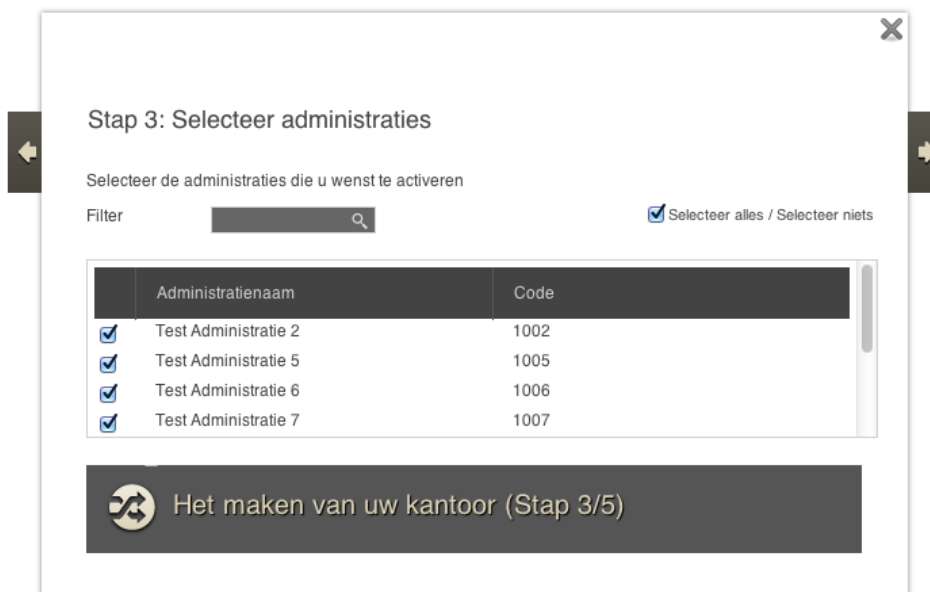 Stap 3: Selecteer administraties
Selecteer de administraties die u wenst te activeren
Filter
Selecteer alles / Selecteer niets
Administratienaam Code
Test Administratie 2 1002
Test Administratie 5 1005
Test Administratie 6 1006
Test Administratie 7 1007
Het maken van uw kantoor (Stap 3/5)